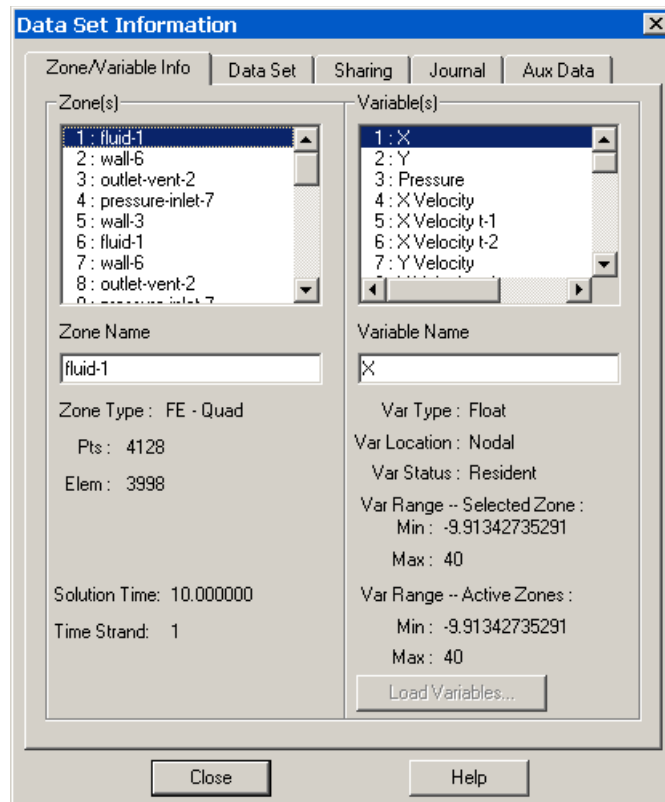 Data Set Information
Zone/Variable Info
Data Set
Sharing
Journal
Aux Data
Zone(s)
1 : fluid-1
2 : wall-6
3 : outlet-vent-2
4 : pressure-inlet-7
5 : wall-3
6 : fluid-1
7 : wall-6
8 : outlet-vent-2
9 : pressure-inlet-7
Zone Name
fluid-1
Zone Type : FE - Quad
Pts : 4128
Elem : 3998
Solution Time: 10.000000
Time Strand: 1
Variable(s)
1 : X
2 : Y
3 : Pressure
4 : X Velocity
5 : X Velocity t-1
6 : X Velocity t-2
7 : Y Velocity
Variable Name
X
Var Type : Float
Var Location : Nodal
Var Status : Resident
Var Range -- Selected Zone :
Min : -9.91342735291
Max : 40
Var Range -- Active Zones :
Min : -9.91342735291
Max : 40
Load Variables...
Close
Help